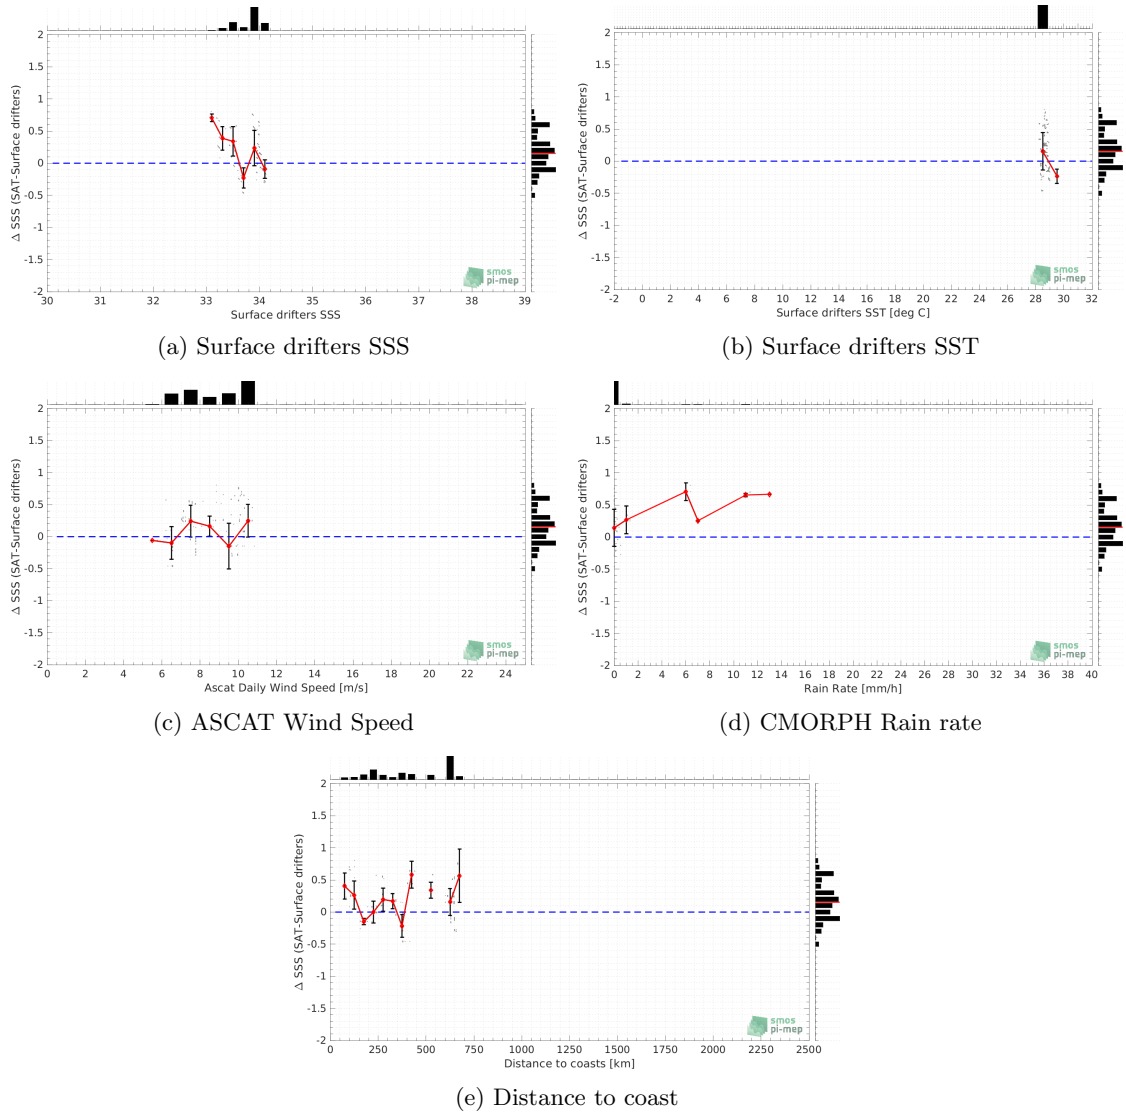 2
1.5
1
0.5
0
-0.5
-1
-1.5
-2
Δ SSS (SAT-Surface drifters)
30 31 32 33 34 35 36 37 38 39
Surface drifters SSS
smos
pi-mep
(a) Surface drifters SSS
2
1.5
1
0.5
0
-0.5
-1
-1.5
-2
Δ SSS (SAT-Surface drifters)
-2 0 2 4 6 8 10 12 14 16 18 20 22 24 26 28 30 32
Surface drifters SST [deg C]
smos
pi-mep
(b) Surface drifters SST
2
1.5
1
0.5
0
-0.5
-1
-1.5
-2
Δ SSS (SAT-Surface drifters)
0 2 4 6 8 10 12 14 16 18 20 22 24
Ascat Daily Wind Speed [m/s]
smos
pi-mep
(c) ASCAT Wind Speed
2
1.5
1
0.5
0
-0.5
-1
-1.5
-2
Δ SSS (SAT-Surface drifters)
0 2 4 6 8 10 12 14 16 18 20 22 24 26 28 30 32 34 36 38 40
Rain Rate [mm/h]
smos
pi-mep
(d) CMORPH Rain rate
2
1.5
1
0.5
0
-0.5
-1
-1.5
-2
Δ SSS (SAT-Surface drifters)
0 250 500 750 1000 1250 1500 1750 2000 2250 2500
Distance to coasts [km]
smos
pi-mep
(e) Distance to coast